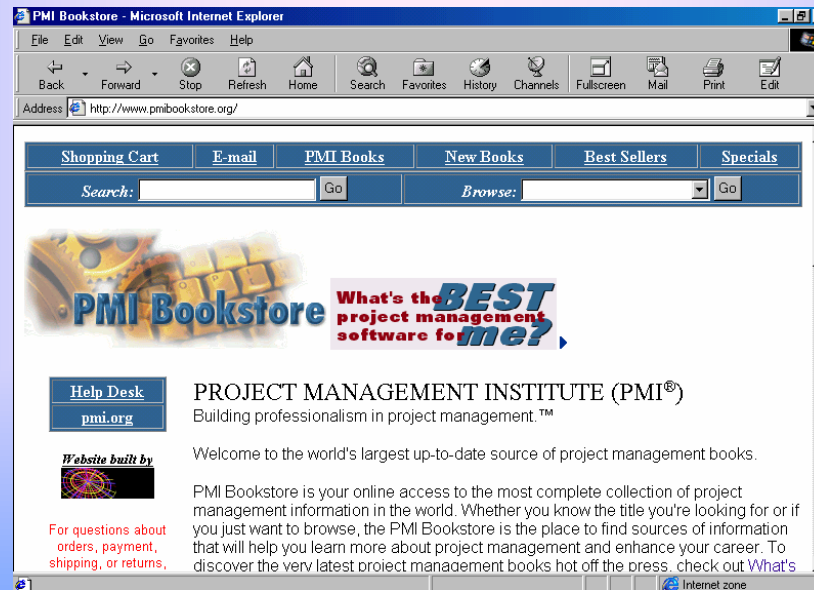 PMI Bookstore - Microsoft Internet Explorer
File Edit View Go Favorites Help
Back Forward Stop Refresh Home Search Favorites History Channels Fullscreen Mail Print Edit
Address http://www.pmibookstore.org/
Shopping Cart E-mail PMI Books New Books Best Sellers Specials
Search: Go Browse: Go
PMI Bookstore
What's the BEST
project management
software for me?
Help Desk
pmi.org
Website built by
For questions about
orders, payment,
shipping, or returns,
PROJECT MANAGEMENT INSTITUTE (PMI®)
Building professionalism in project management.™
Welcome to the world's largest up-to-date source of project management books.
PMI Bookstore is your online access to the most complete collection of project
management information in the world. Whether you know the title you're looking for or if
you just want to browse, the PMI Bookstore is the place to find sources of information
that will help you learn more about project management and enhance your career. To
discover the very latest project management books hot off the press, check out What's
Internet zone